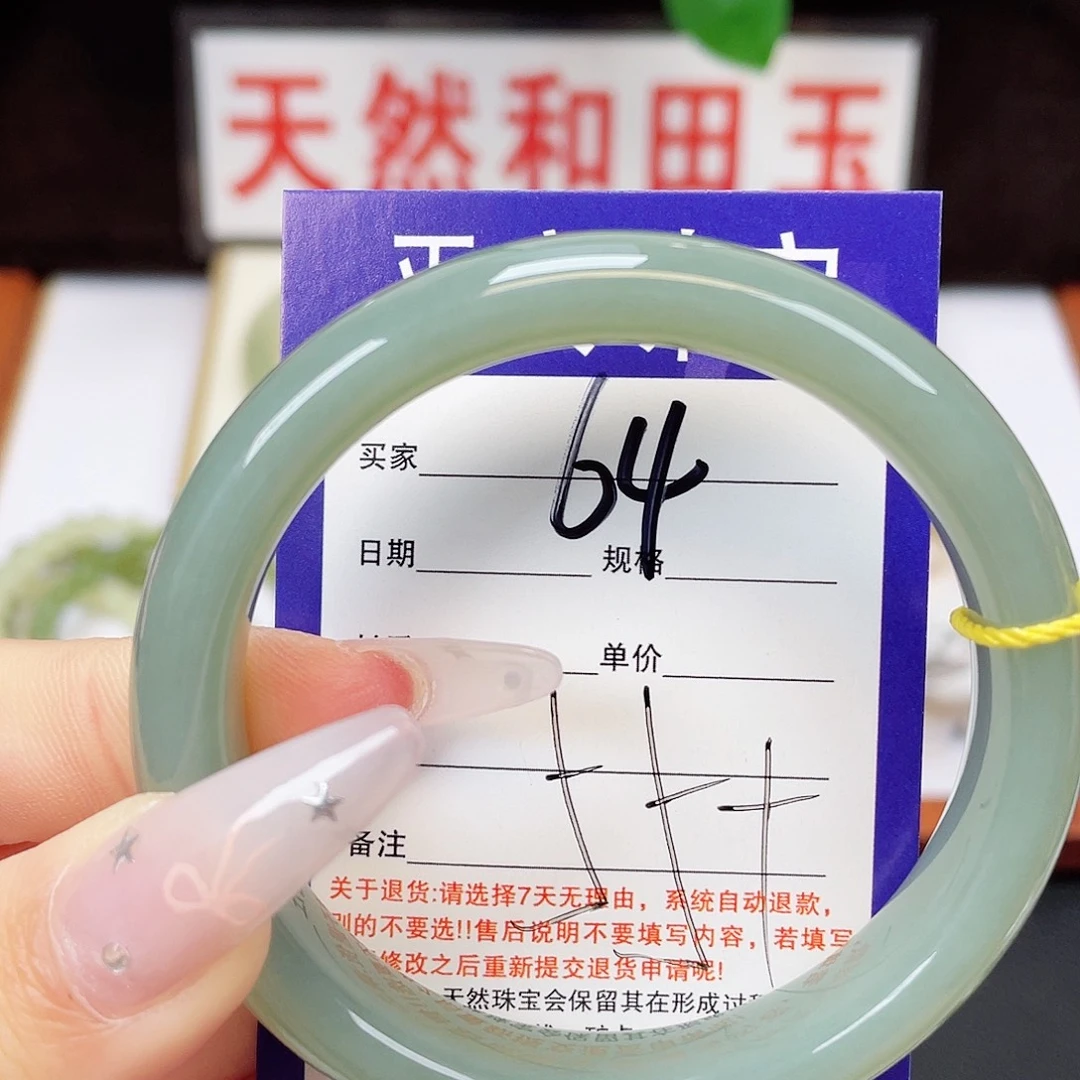 天然和田玉
64
买家
日期 规格
单价
备注
关于退货:请选择7天无理由，系统自动退款，
别的不要选!!售后说明不要填写内容，若填写
修改之后重新提交退货申请呢!
天然珠宝会保留其在形成过程